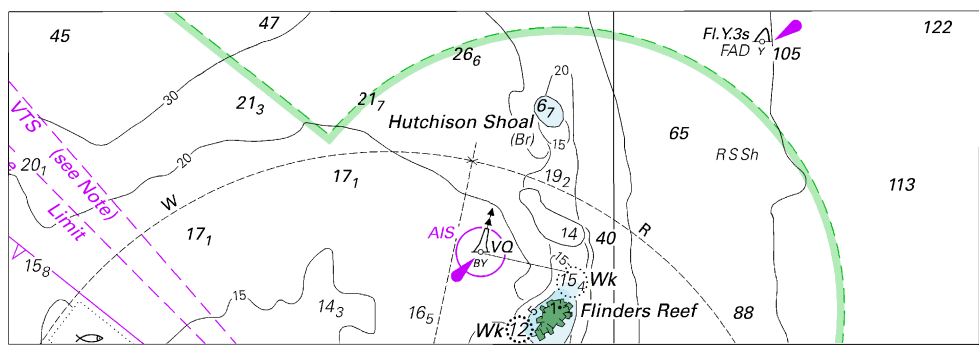 45
47
122
Fl.Y.3s
FAD
Y
105
26₆
20
30
21₃
21₇
6₇
Hutchison Shoal
(Br)
15
65
RSSh
VTS (see Note)
Limit
e
20₁
20
17₁
19₂
113
W
R
17₁
AIS
VQ
BY
14
40
15
15₈
15
14₃
16₅
15₄
Wk
Flinders Reef
88
Wk
12
1₅